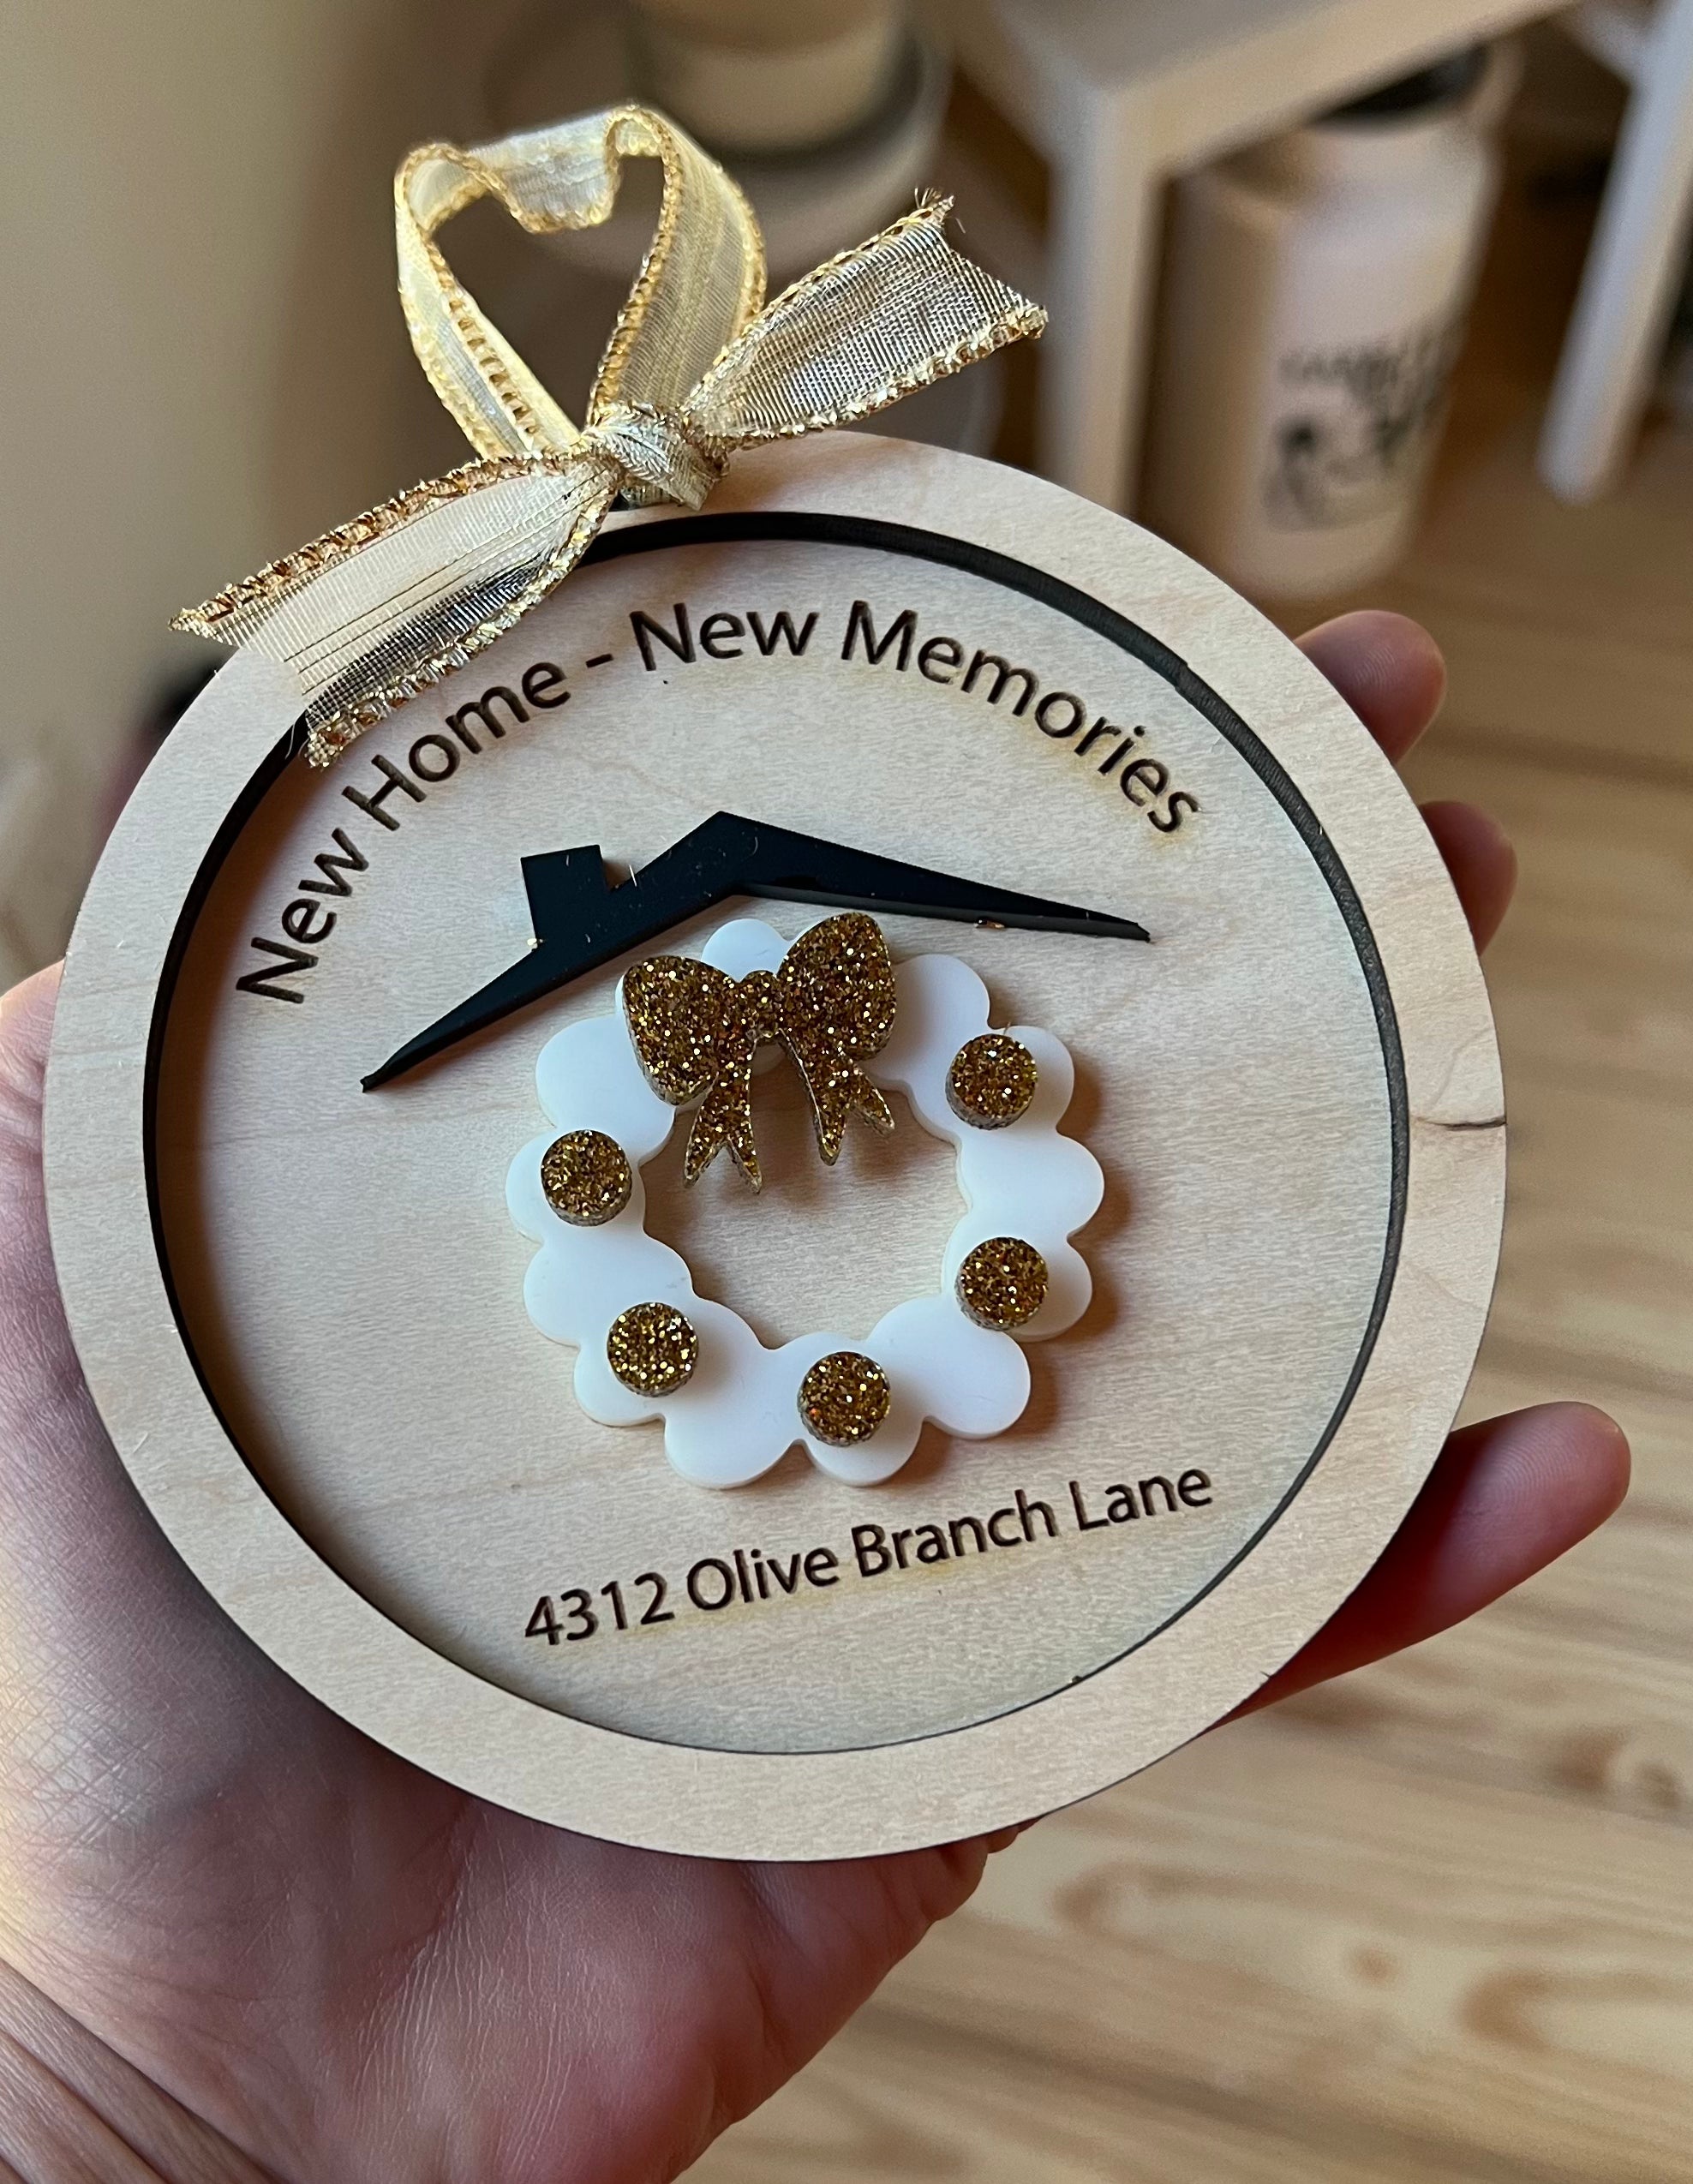 New Home - New Memories
4312 Olive Branch Lane